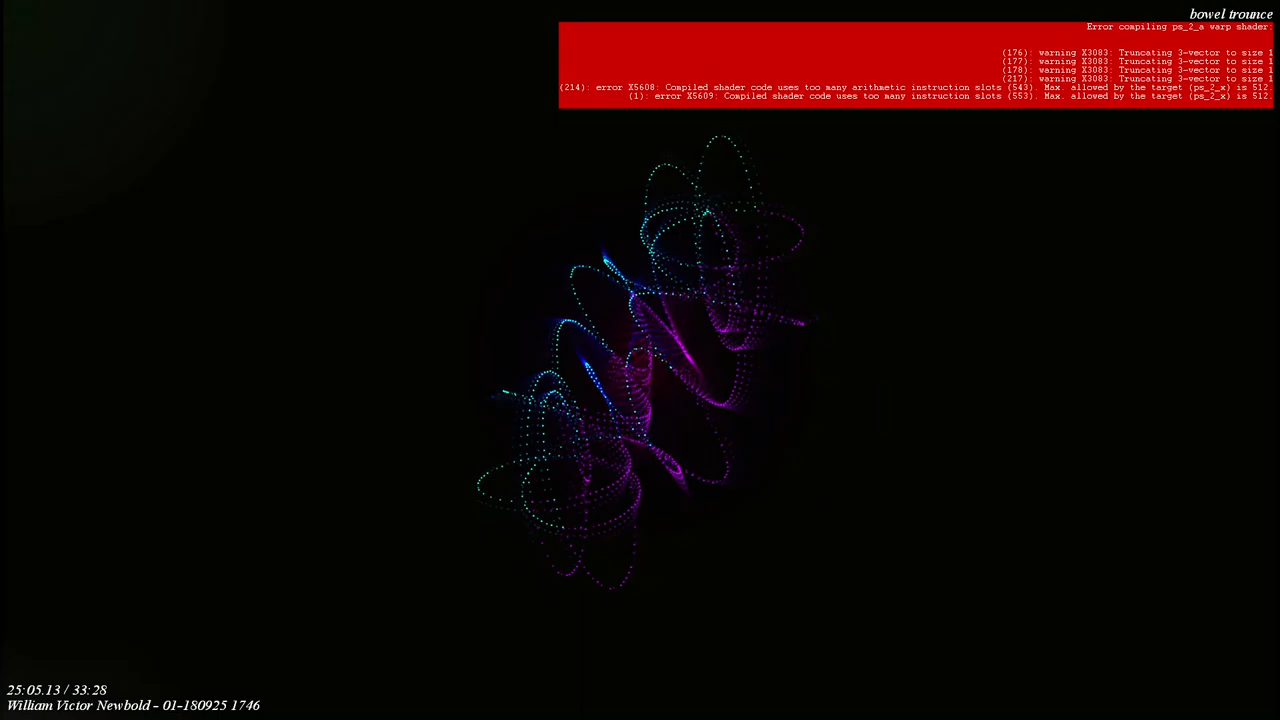 bowel trounce
Error compiling ps_2_a warp shader:
(176): warning X3083: Truncating 3-vector to size 1
(177): warning X3083: Truncating 3-vector to size 1
(178): warning X3083: Truncating 3-vector to size 1
(217): warning X3083: Truncating 3-vector to size 1
(214): error X5608: Compiled shader code uses too many arithmetic instruction slots (543). Max. allowed by the target (ps_2_x) is 512.
(1): error X5609: Compiled shader code uses too many instruction slots (553). Max. allowed by the target (ps_2_x) is 512.
25:05.13 / 33:28
William Victor Newbold - 01-180925 1746